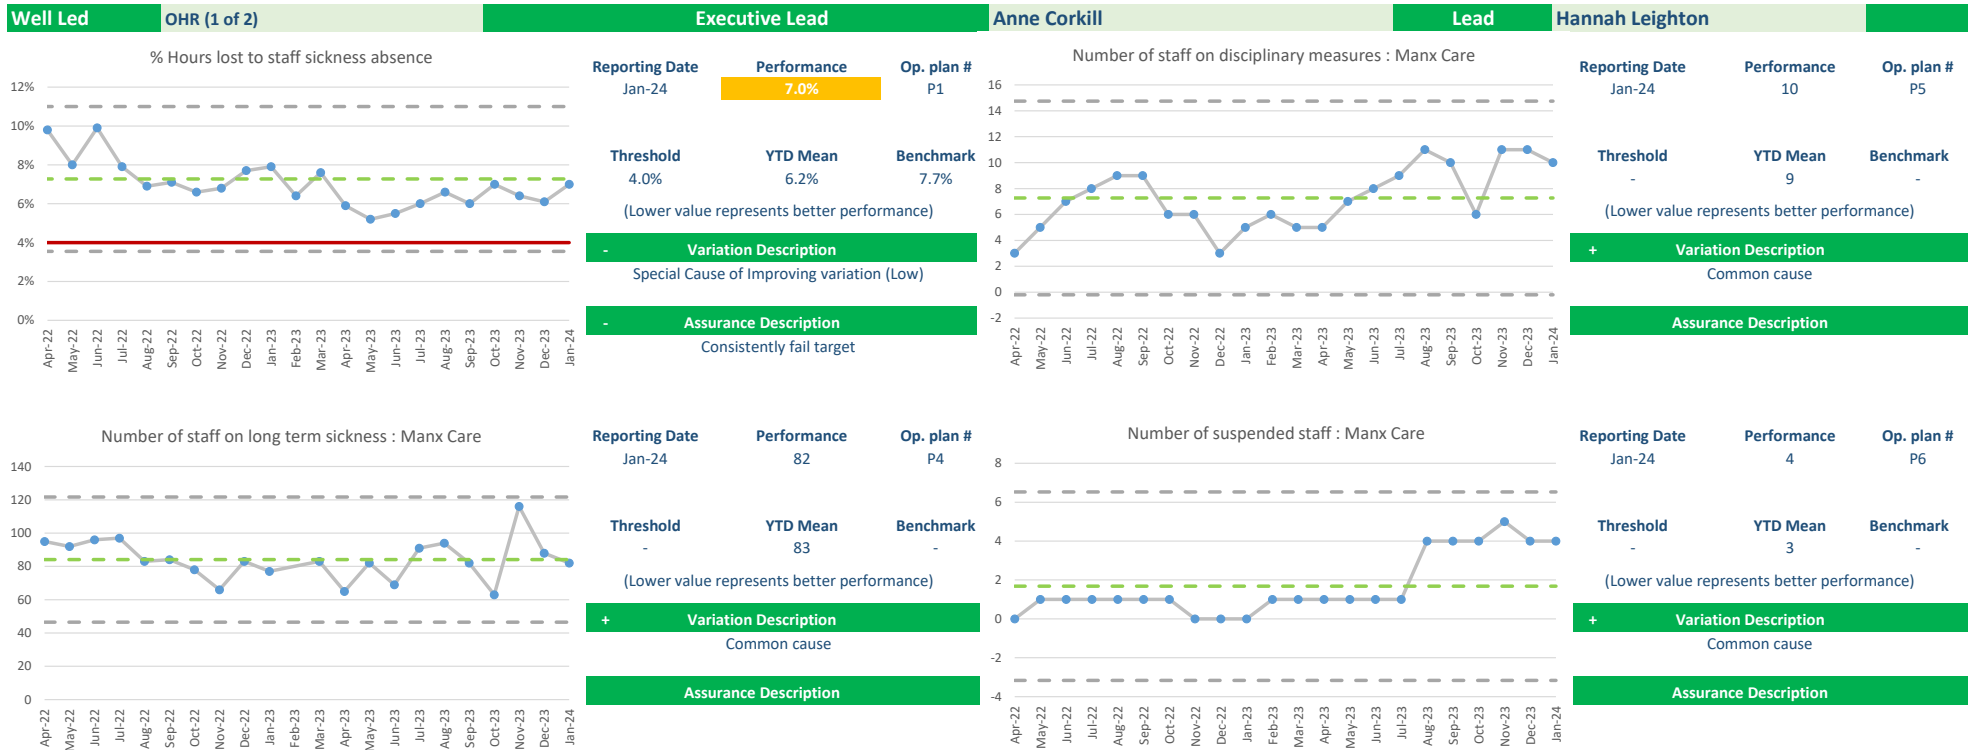 Well Led OHR (1 of 2) Executive Lead Anne Corkill Lead Hannah Leighton
% Hours lost to staff sickness absence
12%
10%
8%
6%
4%
2%
0%
Apr-22 May-22 Jun-22 Jul-22 Aug-22 Sep-22 Oct-22 Nov-22 Dec-22 Jan-23 Feb-23 Mar-23 Apr-23 May-23 Jun-23 Jul-23 Aug-23 Sep-23 Oct-23 Nov-23 Dec-23 Jan-24
Reporting Date Performance Op. plan #
Jan-24 7.0% P1
Threshold YTD Mean Benchmark
4.0% 6.2% 7.7%
(Lower value represents better performance)
- Variation Description
Special Cause of Improving variation (Low)
- Assurance Description
Consistently fail target
Number of staff on disciplinary measures : Manx Care
16
14
12
10
8
6
4
2
0
-2
Apr-22 May-22 Jun-22 Jul-22 Aug-22 Sep-22 Oct-22 Nov-22 Dec-22 Jan-23 Feb-23 Mar-23 Apr-23 May-23 Jun-23 Jul-23 Aug-23 Sep-23 Oct-23 Nov-23 Dec-23 Jan-24
Reporting Date Performance Op. plan #
Jan-24 10 P5
Threshold YTD Mean Benchmark
- 9 -
(Lower value represents better performance)
+ Variation Description
Common cause
Assurance Description
Number of staff on long term sickness : Manx Care
140
120
100
80
60
40
20
0
Apr-22 May-22 Jun-22 Jul-22 Aug-22 Sep-22 Oct-22 Nov-22 Dec-22 Jan-23 Feb-23 Mar-23 Apr-23 May-23 Jun-23 Jul-23 Aug-23 Sep-23 Oct-23 Nov-23 Dec-23 Jan-24
Reporting Date Performance Op. plan #
Jan-24 82 P4
Threshold YTD Mean Benchmark
- 83 -
(Lower value represents better performance)
+ Variation Description
Common cause
Assurance Description
Number of suspended staff : Manx Care
8
6
4
2
0
-2
-4
Apr-22 May-22 Jun-22 Jul-22 Aug-22 Sep-22 Oct-22 Nov-22 Dec-22 Jan-23 Feb-23 Mar-23 Apr-23 May-23 Jun-23 Jul-23 Aug-23 Sep-23 Oct-23 Nov-23 Dec-23 Jan-24
Reporting Date Performance Op. plan #
Jan-24 4 P6
Threshold YTD Mean Benchmark
- 3 -
(Lower value represents better performance)
+ Variation Description
Common cause
Assurance Description